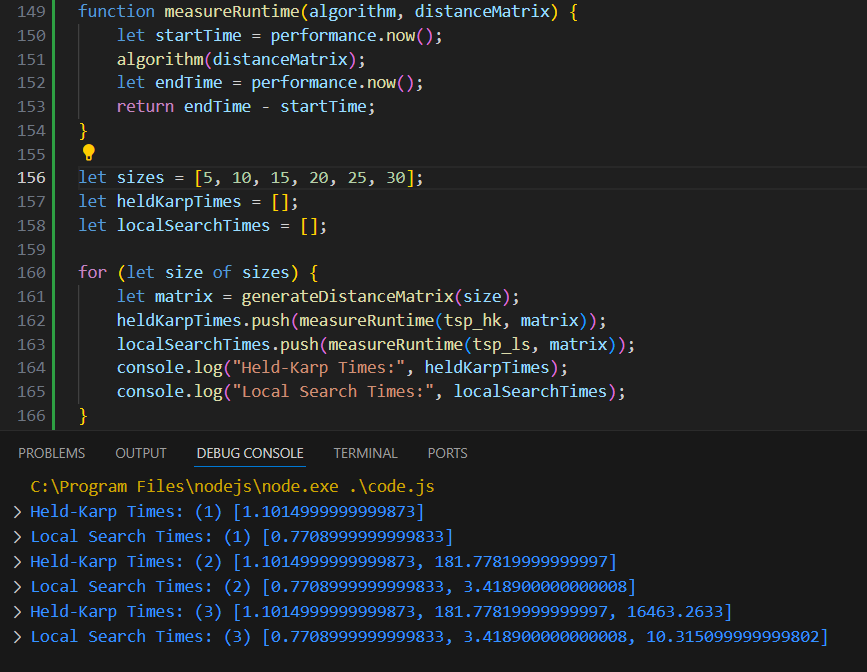 149 function measureRuntime(algorithm, distanceMatrix) {
150 let startTime = performance.now();
151 algorithm(distanceMatrix);
152 let endTime = performance.now();
153 return endTime - startTime;
154 }
155
156 let sizes = [5, 10, 15, 20, 25, 30];
157 let heldKarpTimes = [];
158 let localSearchTimes = [];
159
160 for (let size of sizes) {
161 let matrix = generateDistanceMatrix(size);
162 heldKarpTimes.push(measureRuntime(tsp_hk, matrix));
163 localSearchTimes.push(measureRuntime(tsp_ls, matrix));
164 console.log("Held-Karp Times:", heldKarpTimes);
165 console.log("Local Search Times:", localSearchTimes);
166 }
PROBLEMS OUTPUT DEBUG CONSOLE TERMINAL PORTS
C:\Program Files\nodejs\node.exe .\code.js
> Held-Karp Times: (1) [1.1014999999999873]
> Local Search Times: (1) [0.7708999999999833]
> Held-Karp Times: (2) [1.1014999999999873, 181.77819999999997]
> Local Search Times: (2) [0.7708999999999833, 3.418900000000008]
> Held-Karp Times: (3) [1.1014999999999873, 181.77819999999997, 16463.2633]
> Local Search Times: (3) [0.7708999999999833, 3.418900000000008, 10.315099999999802]